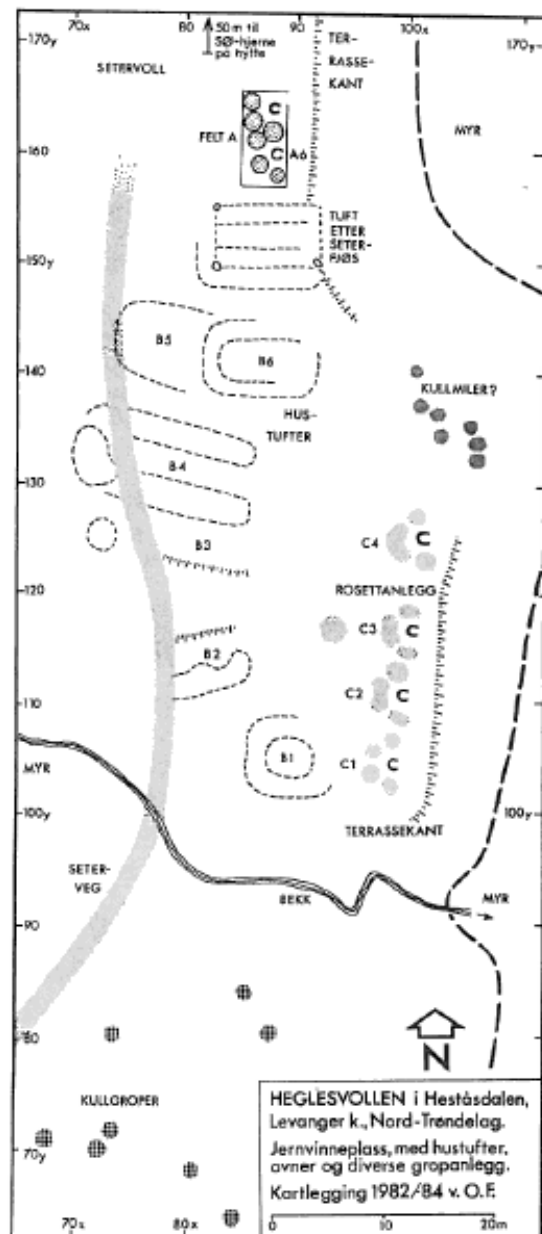 70x
80
90
100x
170y
50m til
SØ-hjørne
på hytte
TER-
RASSE-
KANT
170y
SETERVOLL
MYR
FELT A
C
C
A6
160
TUFT
ETTER
SETER-
FJØS
150y
B5
B6
140
KULLMILER?
HUS-
TUFTER
B4
130
B3
C4
C
120
ROSETTANLEGG
C3
C
B2
C2
C
110
B1
C1
C
MYR
100y
100y
TERRASSEKANT
SETER-
VEG
BEKK
MYR
90
80
N
KULLGROPER
70y
HEGLESVOLLEN i Heståsdalen,
Levanger k., Nord-Trøndelag.
Jernvinneplass, med hustufter,
ovner og diverse gropanlegg.
Kartlegging 1982/84 v. O.F.
0
10
20m
70x
80x